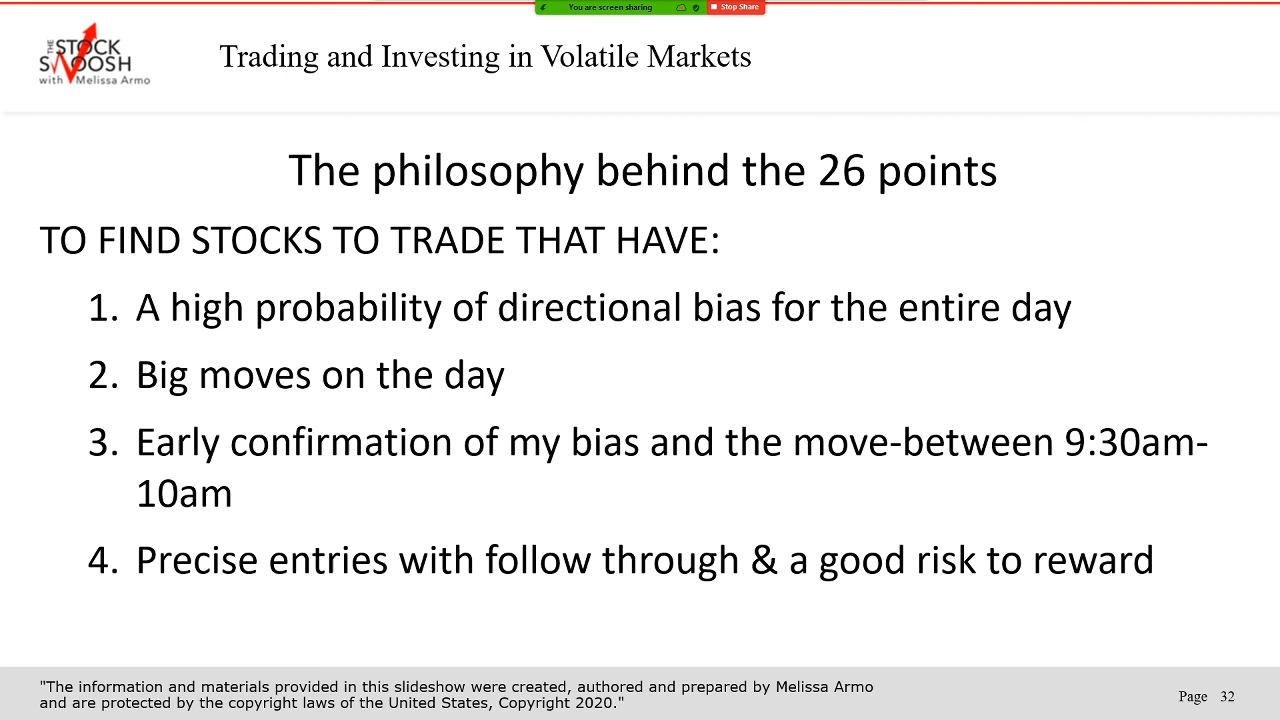 You are screen sharing
Stop Share
THE
STOCK
SWOOSH
with Melissa Armo
Trading and Investing in Volatile Markets
The philosophy behind the 26 points
TO FIND STOCKS TO TRADE THAT HAVE:
1. A high probability of directional bias for the entire day
2. Big moves on the day
3. Early confirmation of my bias and the move-between 9:30am-
10am
4. Precise entries with follow through & a good risk to reward
"The information and materials provided in this slideshow were created, authored and prepared by Melissa Armo
and are protected by the copyright laws of the United States, Copyright 2020."
Page 32